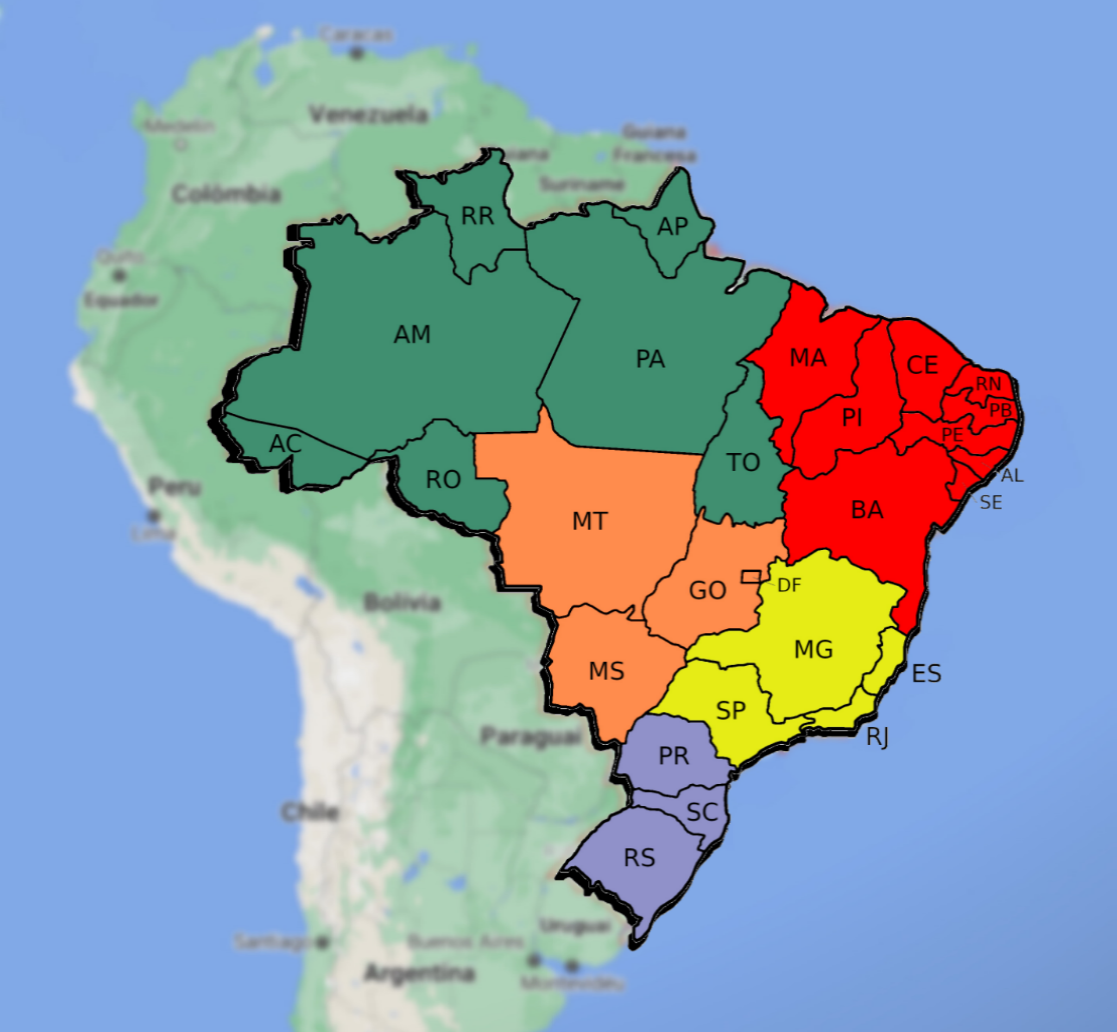 Caracas
Venezuela
Medelín
Guiana
Francesa
Suriname
Colômbia
RR
AP
Quito
Equador
AM
PA
MA
CE
RN
PB
PI
PE
AC
TO
RO
AL
SE
BA
MT
Peru
Lima
GO
DF
Bolívia
MG
MS
ES
SP
RJ
Paraguai
PR
Chile
SC
RS
Uruguai
Santiago
Buenos Aires
Argentina
Montevidéu